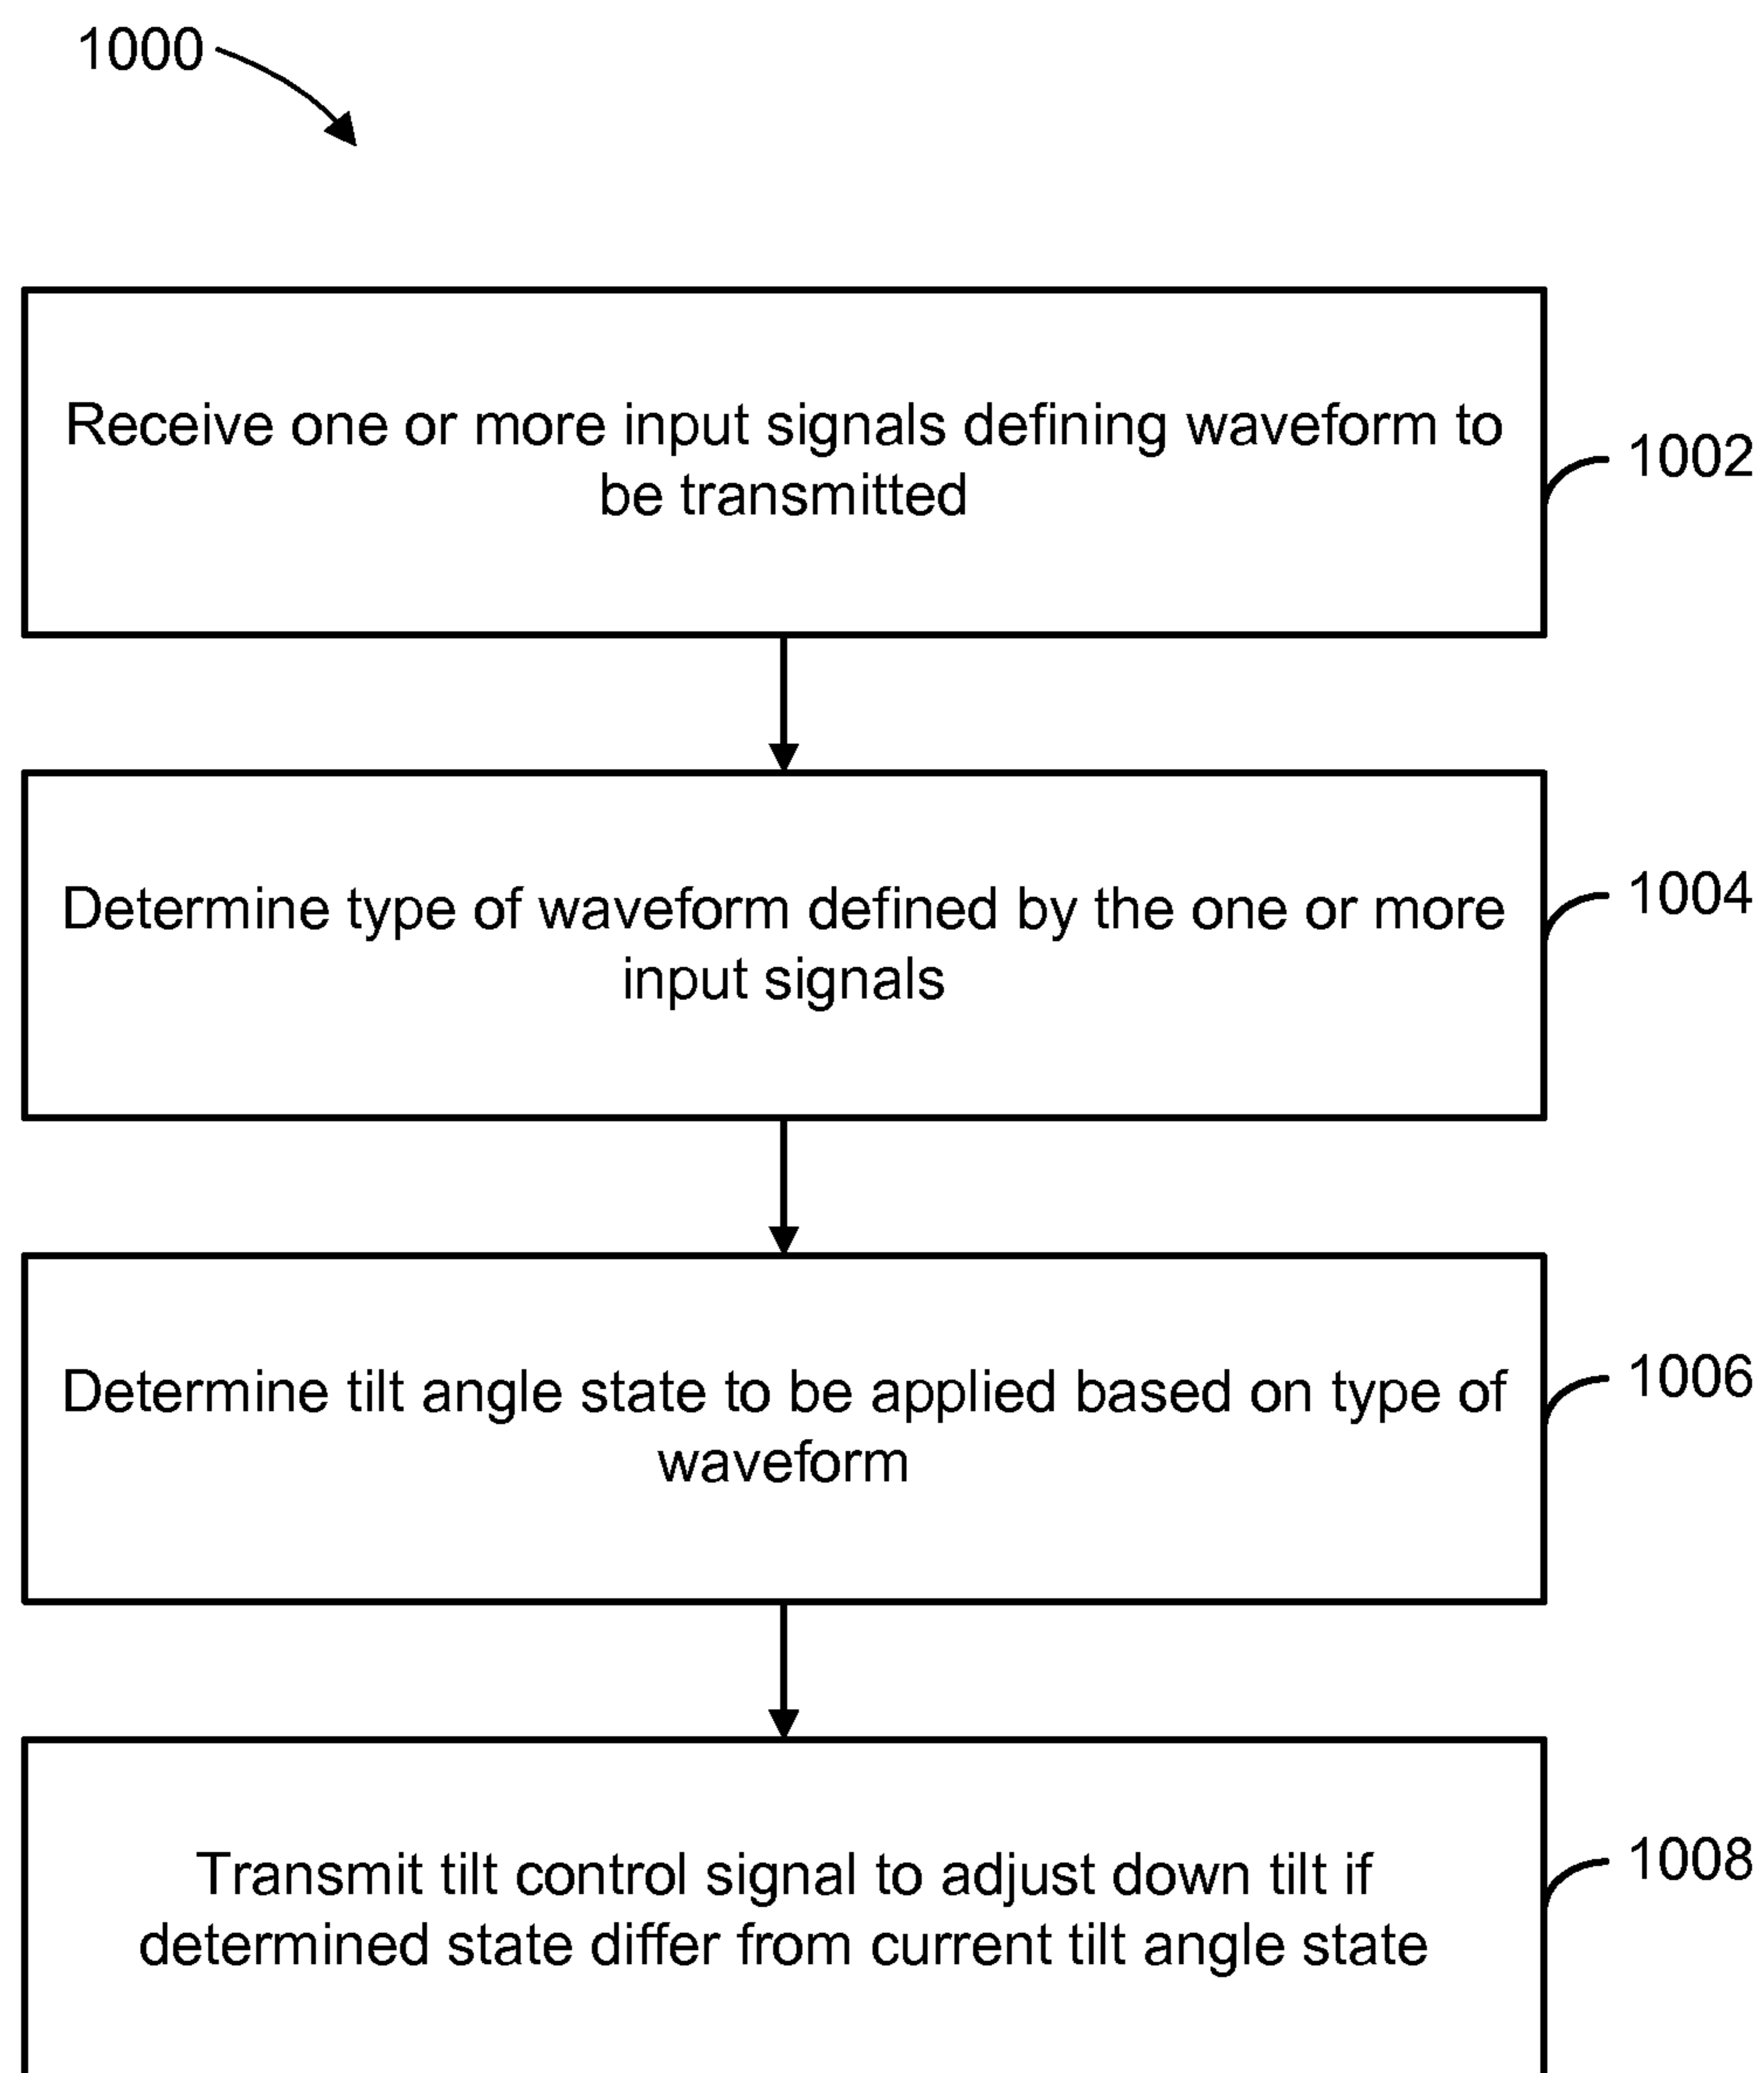 1000
Receive one or more input signals defining waveform to
be transmitted
1002
Determine type of waveform defined by the one or more
input signals
1004
Determine tilt angle state to be applied based on type of
waveform
1006
Transmit tilt control signal to adjust down tilt if
determined state differ from current tilt angle state
1008